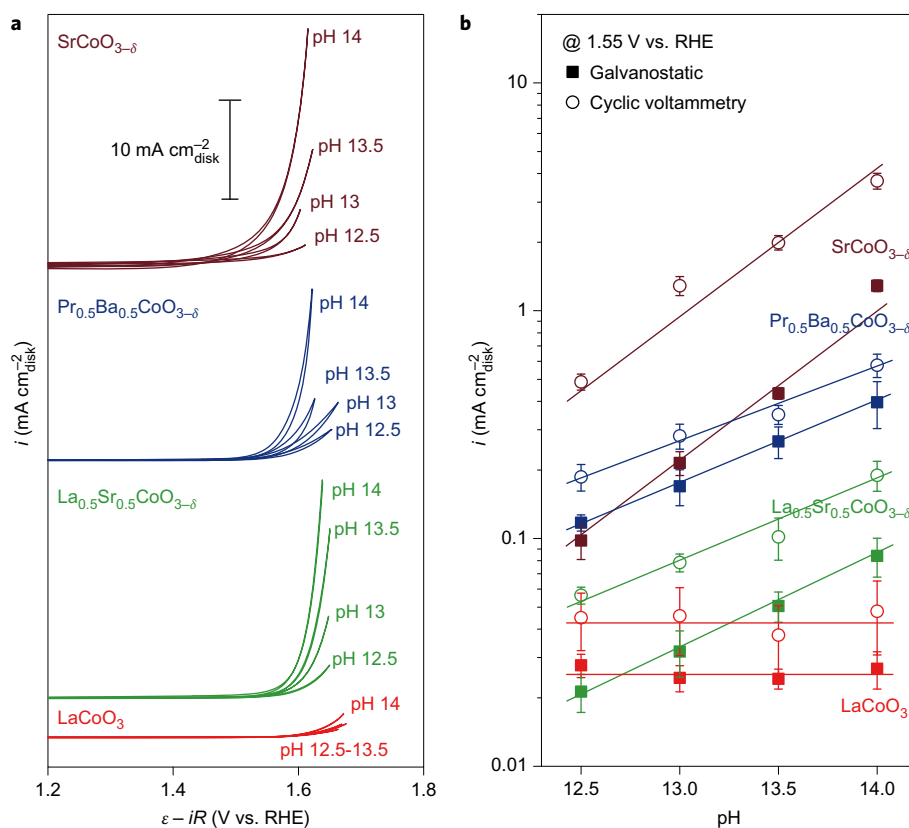 a
SrCoO3–δ
pH 14
10 mA cm−2disk
pH 13.5
pH 13
pH 12.5
Pr0.5Ba0.5CoO3–δ
pH 14
pH 13.5
pH 13
pH 12.5
La0.5Sr0.5CoO3–δ
pH 14
pH 13.5
pH 13
pH 12.5
LaCoO3
pH 14
pH 12.5-13.5
i (mA cm−2disk)
1.2 1.4 1.6 1.8
ε – iR (V vs. RHE)
b
@ 1.55 V vs. RHE
Galvanostatic
Cyclic voltammetry
SrCoO3–δ
Pr0.5Ba0.5CoO3–δ
La0.5Sr0.5CoO3–δ
LaCoO3
i (mA cm−2disk)
10
1
0.1
0.01
12.5 13.0 13.5 14.0
pH